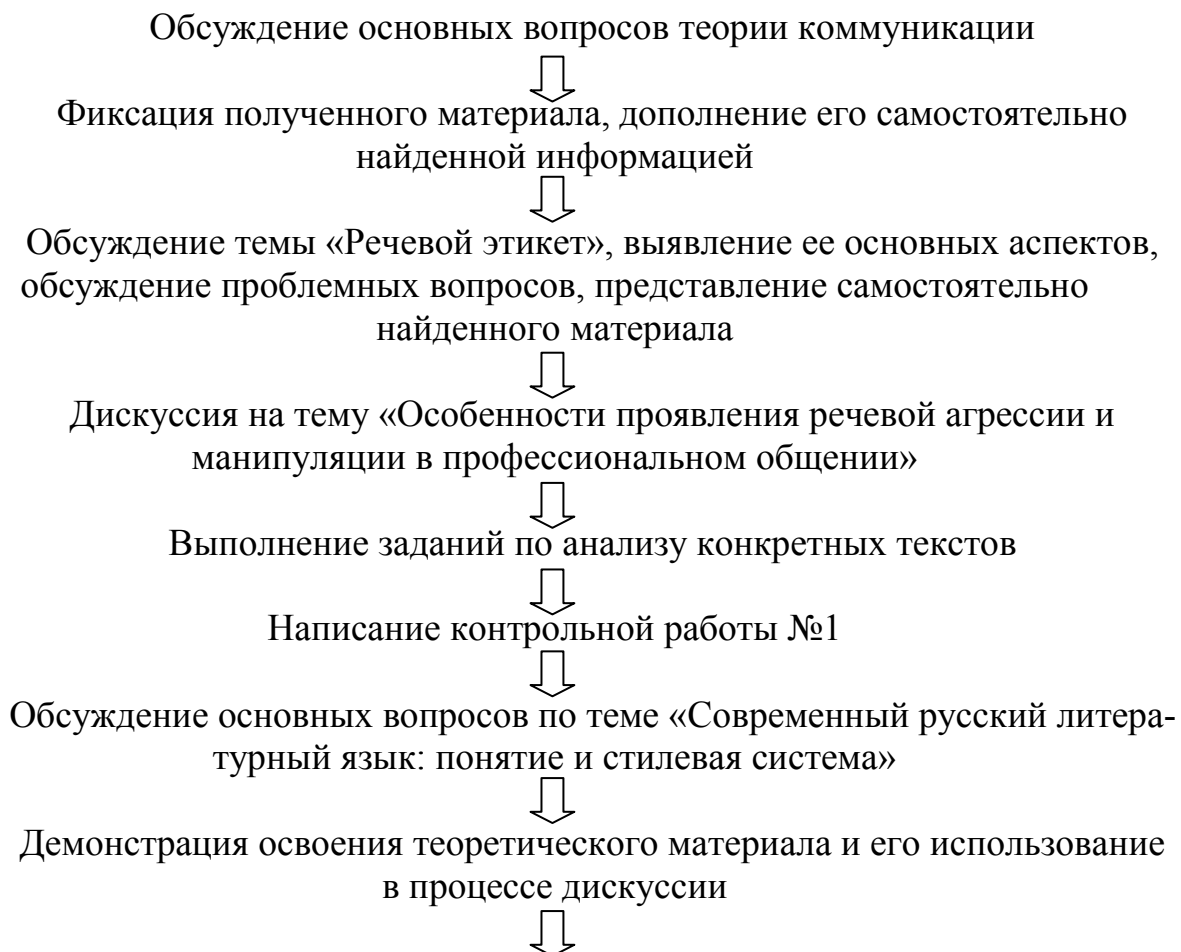 Обсуждение основных вопросов теории коммуникации
Фиксация полученного материала, дополнение его самостоятельно
найденной информацией
Обсуждение темы «Речевой этикет», выявление ее основных аспектов,
обсуждение проблемных вопросов, представление самостоятельно
найденного материала
Дискуссия на тему «Особенности проявления речевой агрессии и
манипуляции в профессиональном общении»
Выполнение заданий по анализу конкретных текстов
Написание контрольной работы №1
Обсуждение основных вопросов по теме «Современный русский литера-
турный язык: понятие и стилевая система»
Демонстрация освоения теоретического материала и его использование
в процессе дискуссии